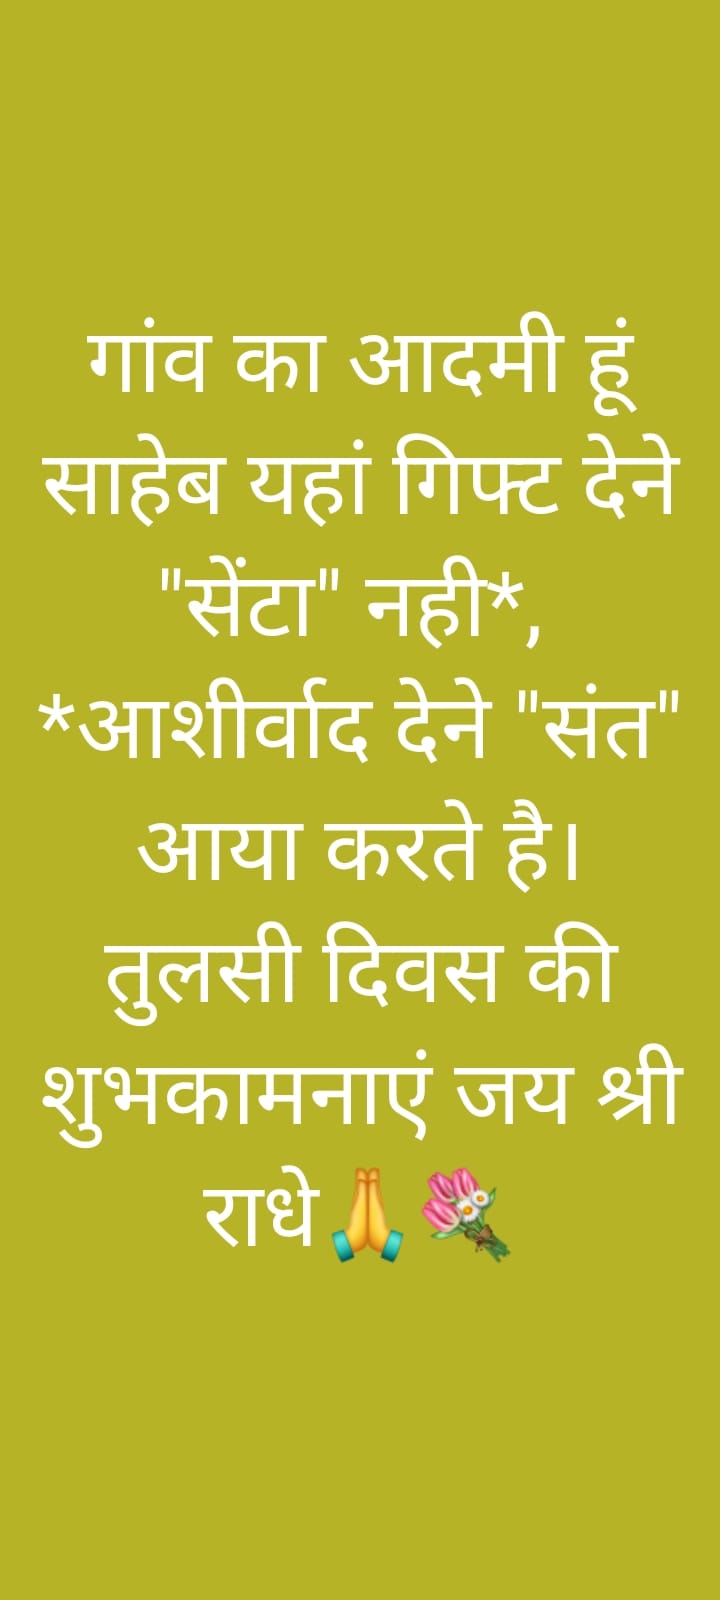 गांव का आदमी हूं
साहेब यहां गिफ्ट देने
"सेंटा" नही*,
*आशीर्वाद देने "संत"
आया करते है।
तुलसी दिवस की
शुभकामनाएं जय श्री
राधे🙏💐